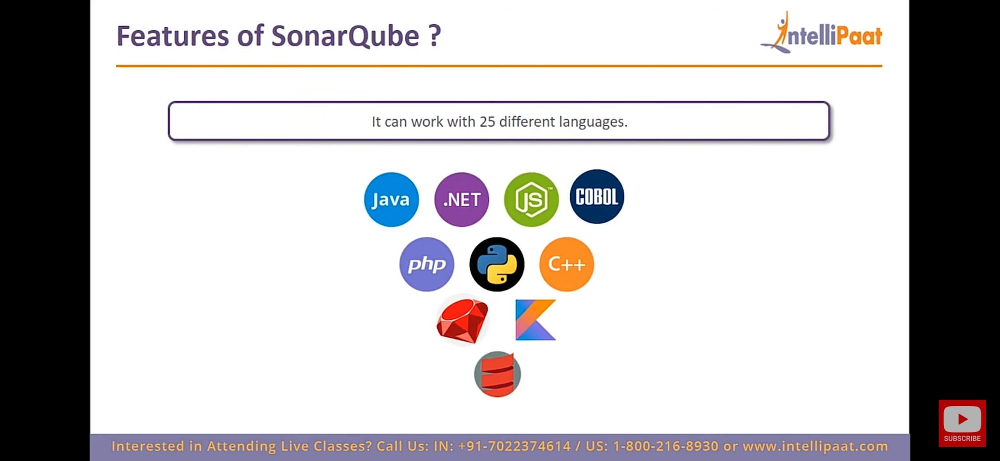 Features of SonarQube ?
IntelliPaat
It can work with 25 different languages.
Java
.NET
JS™
COBOL
php
C++
SUBSCRIBE
Interested in Attending Live Classes? Call Us: IN: +91-7022374614 / US: 1-800-216-8930 or www.intellipaat.com